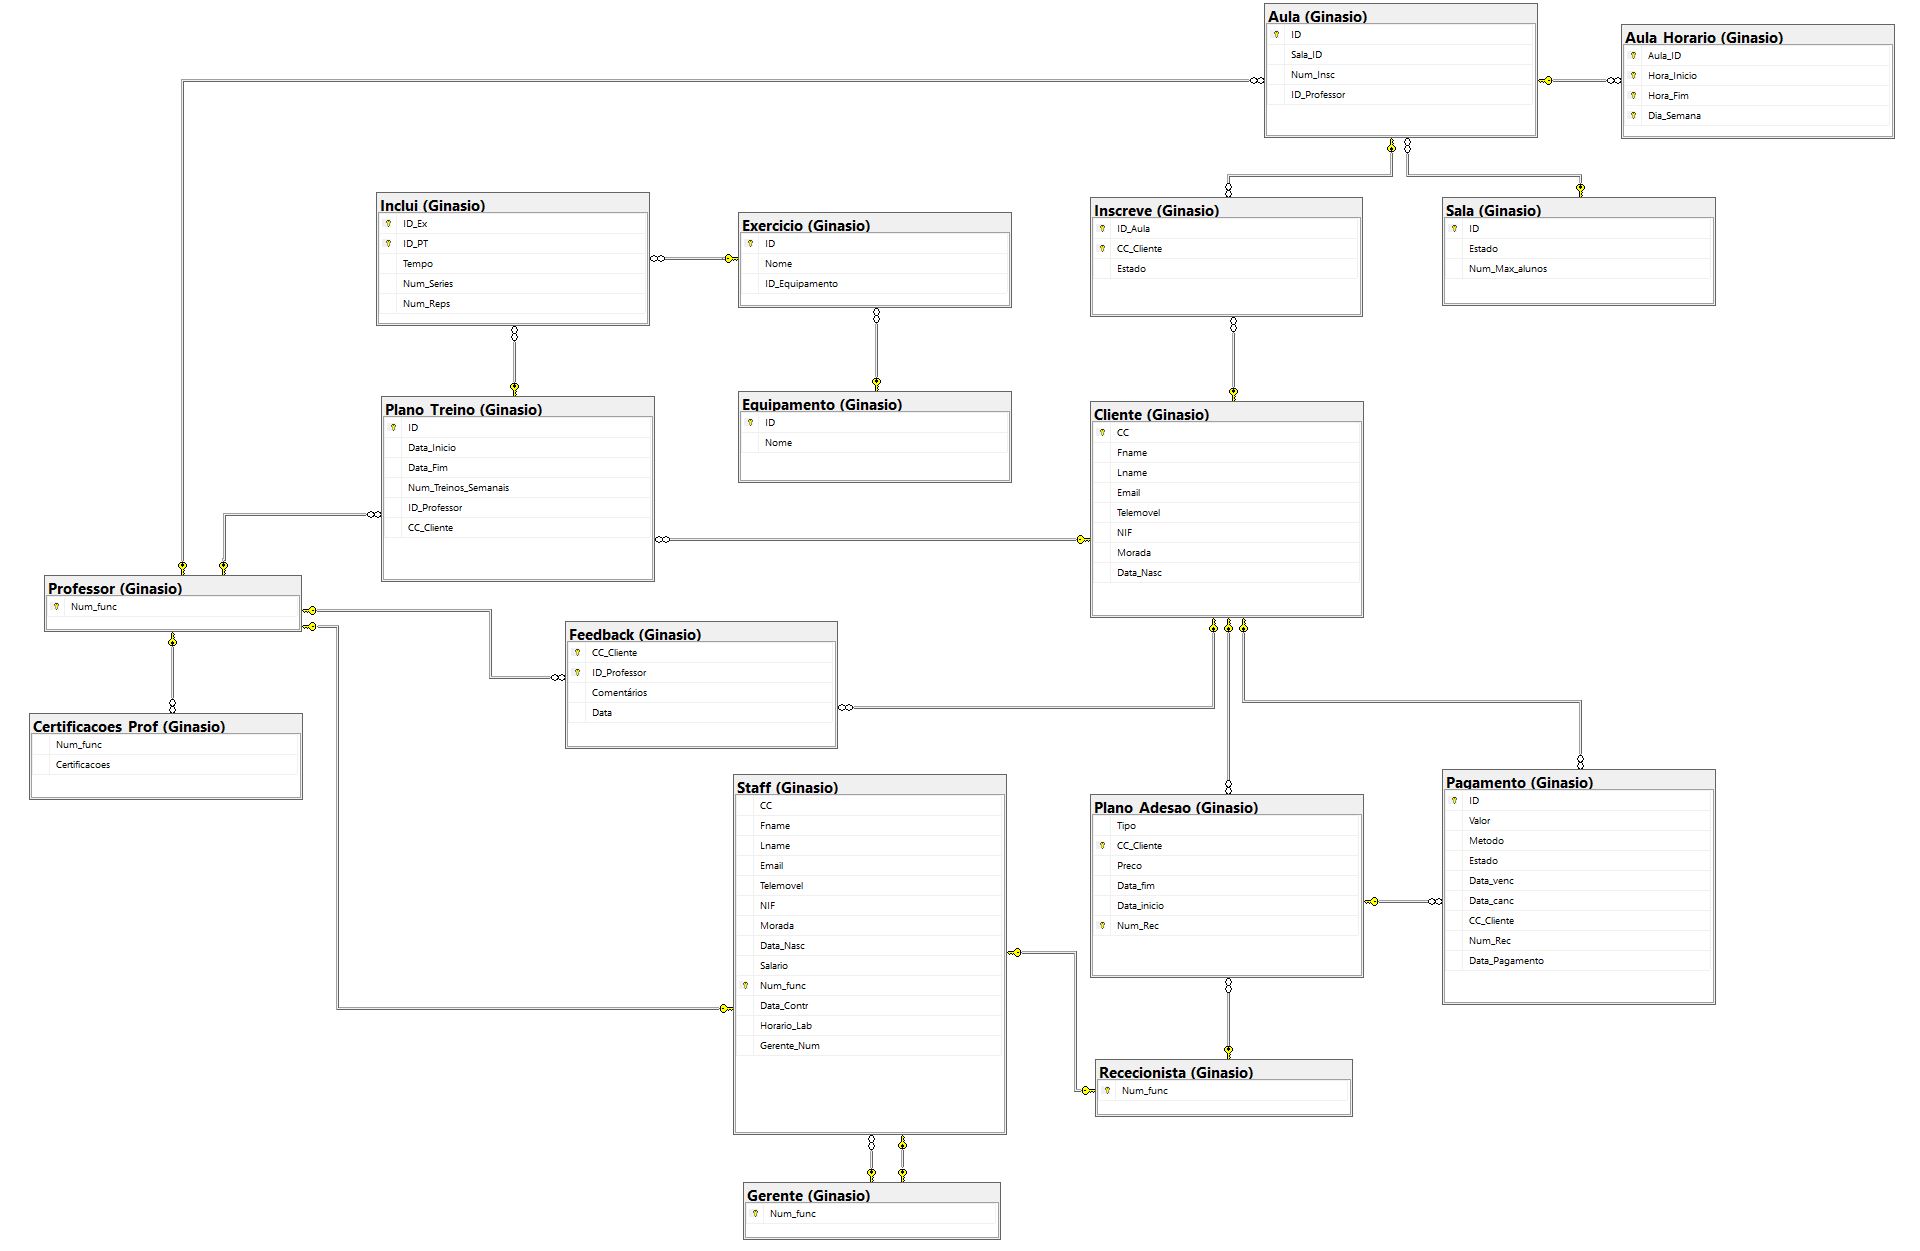 Aula (Ginasio)
ID
Sala_ID
Num_Insc
ID_Professor
Aula_Horario (Ginasio)
Aula_ID
Hora_Inicio
Hora_Fim
Dia_Semana
Inclui (Ginasio)
ID_Ex
ID_PT
Tempo
Num_Series
Num_Reps
Exercicio (Ginasio)
ID
Nome
ID_Equipamento
Inscreve (Ginasio)
ID_Aula
CC_Cliente
Estado
Sala (Ginasio)
ID
Estado
Num_Max_alunos
Plano_Treino (Ginasio)
ID
Data_Inicio
Data_Fim
Num_Treinos_Semanais
ID_Professor
CC_Cliente
Equipamento (Ginasio)
ID
Nome
Cliente (Ginasio)
CC
Fname
Lname
Email
Telemovel
NIF
Morada
Data_Nasc
Professor (Ginasio)
Num_func
Feedback (Ginasio)
CC_Cliente
ID_Professor
Comentários
Data
Certificacoes_Prof (Ginasio)
Num_func
Certificacoes
Staff (Ginasio)
CC
Fname
Lname
Email
Telemovel
NIF
Morada
Data_Nasc
Salario
Num_func
Data_Contr
Horario_Lab
Gerente_Num
Plano_Adesao (Ginasio)
Tipo
CC_Cliente
Preco
Data_fim
Data_inicio
Num_Rec
Pagamento (Ginasio)
ID
Valor
Metodo
Estado
Data_venc
Data_canc
CC_Cliente
Num_Rec
Data_Pagamento
Rececionista (Ginasio)
Num_func
Gerente (Ginasio)
Num_func